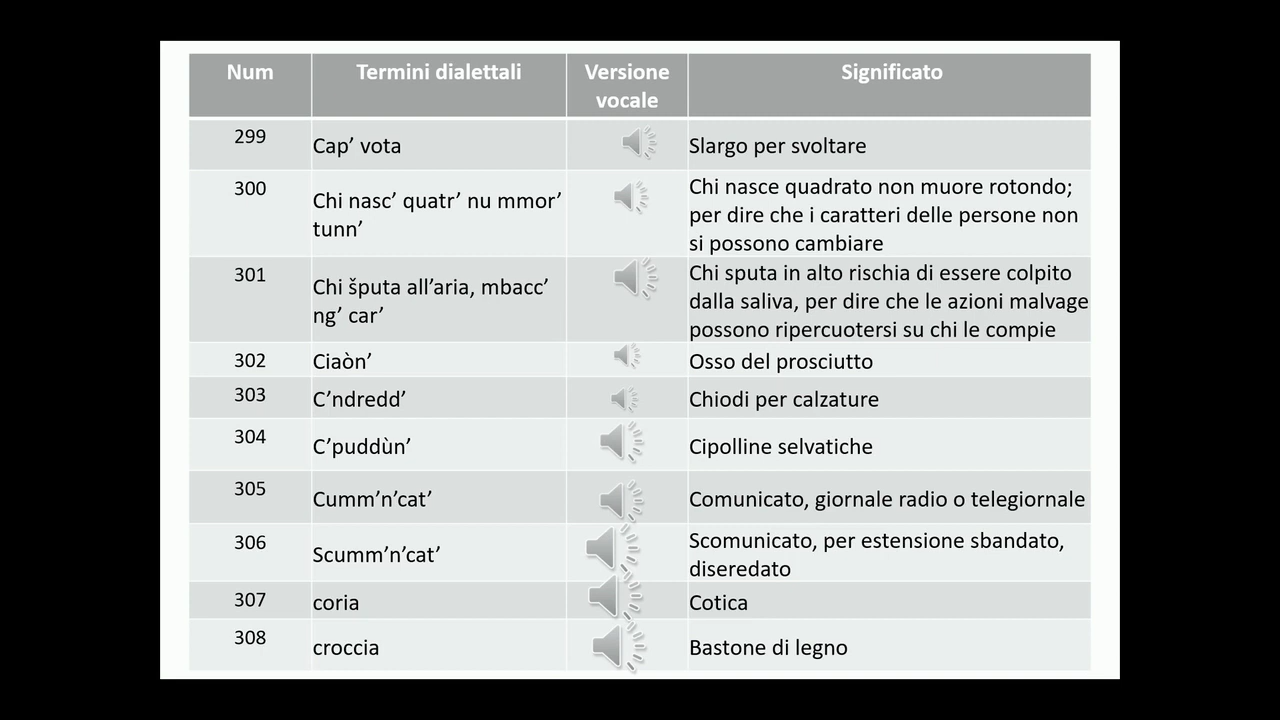 Num Termini dialettali Versione vocale Significato
299 Cap’ vota Slargo per svoltare
300 Chi nasc’ quatr’ nu mmor’ tunn’ Chi nasce quadrato non muore rotondo; per dire che i caratteri delle persone non si possono cambiare
301 Chi šputa all’aria, mbacc’ ng’ car’ Chi sputa in alto rischia di essere colpito dalla saliva, per dire che le azioni malvage possono ripercuotersi su chi le compie
302 Ciaòn’ Osso del prosciutto
303 C’ndredd’ Chiodi per calzature
304 C’puddùn’ Cipolline selvatiche
305 Cumm’n’cat’ Comunicato, giornale radio o telegiornale
306 Scumm’n’cat’ Scomunicato, per estensione sbandato, diseredato
307 coria Cotica
308 croccia Bastone di legno